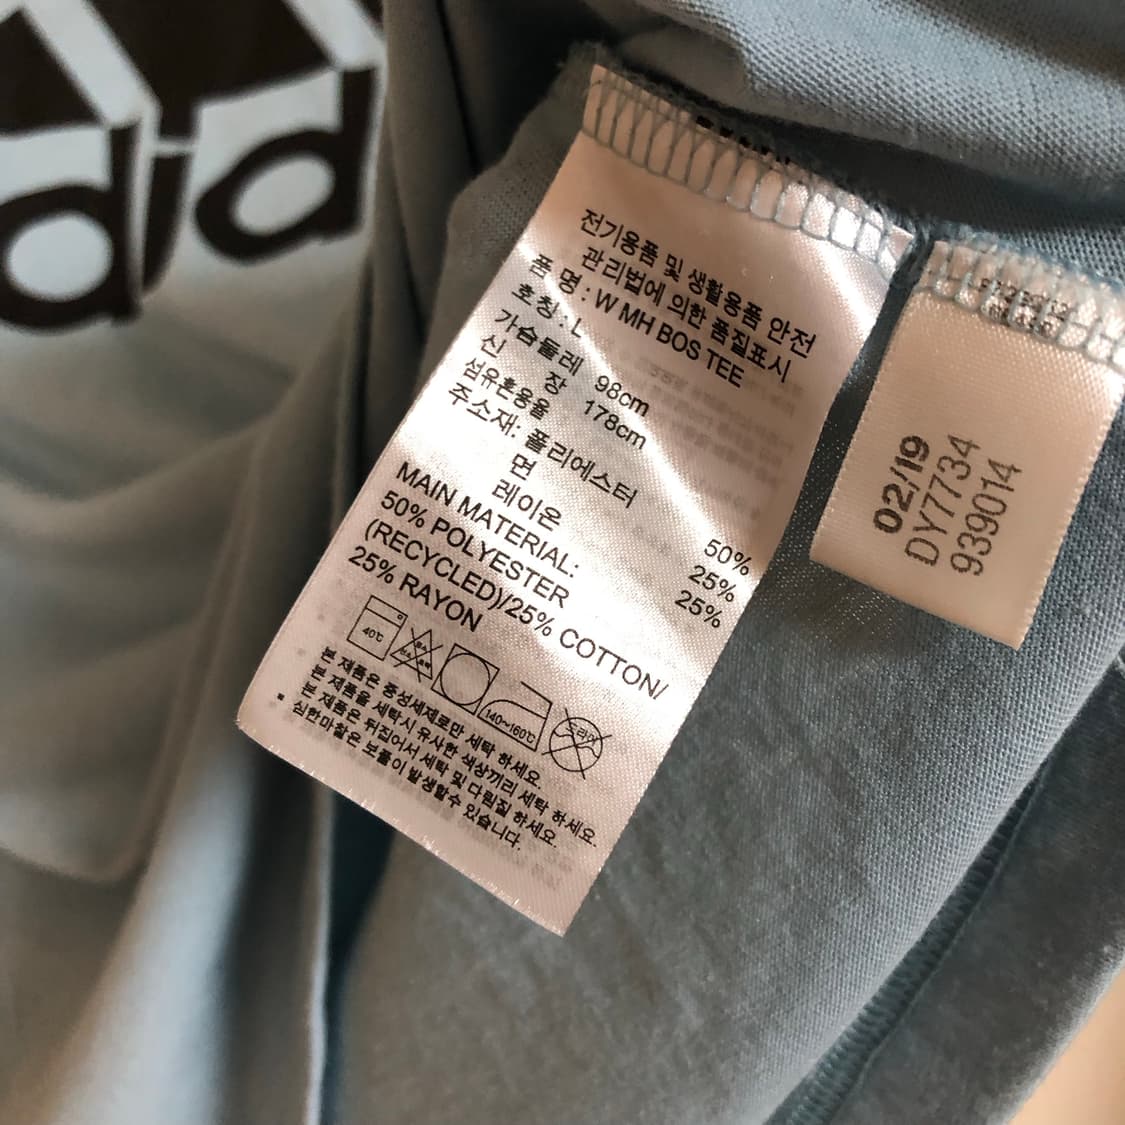 adid
전기용품 및 생활용품 안전
관리법에 의한 품질표시
품 명 : W MH BOS TEE
호칭 : L
가슴둘레 98cm
신 장 178cm
섬유혼용율
주소재: 폴리에스터 50%
면 25%
레이온 25%
MAIN MATERIAL:
50% POLYESTER
(RECYCLED)/25% COTTON/
25% RAYON
40℃
140~160℃
드라이
본 제품은 중성세제로만 세탁 하세요.
본 제품을 세탁시 유사한 색상끼리 세탁 하세요.
본 제품은 뒤집어서 세탁 및 다림질 하세요.
심한마찰은 보풀이 발생할수 있습니다.
02/19
DY7734
939014